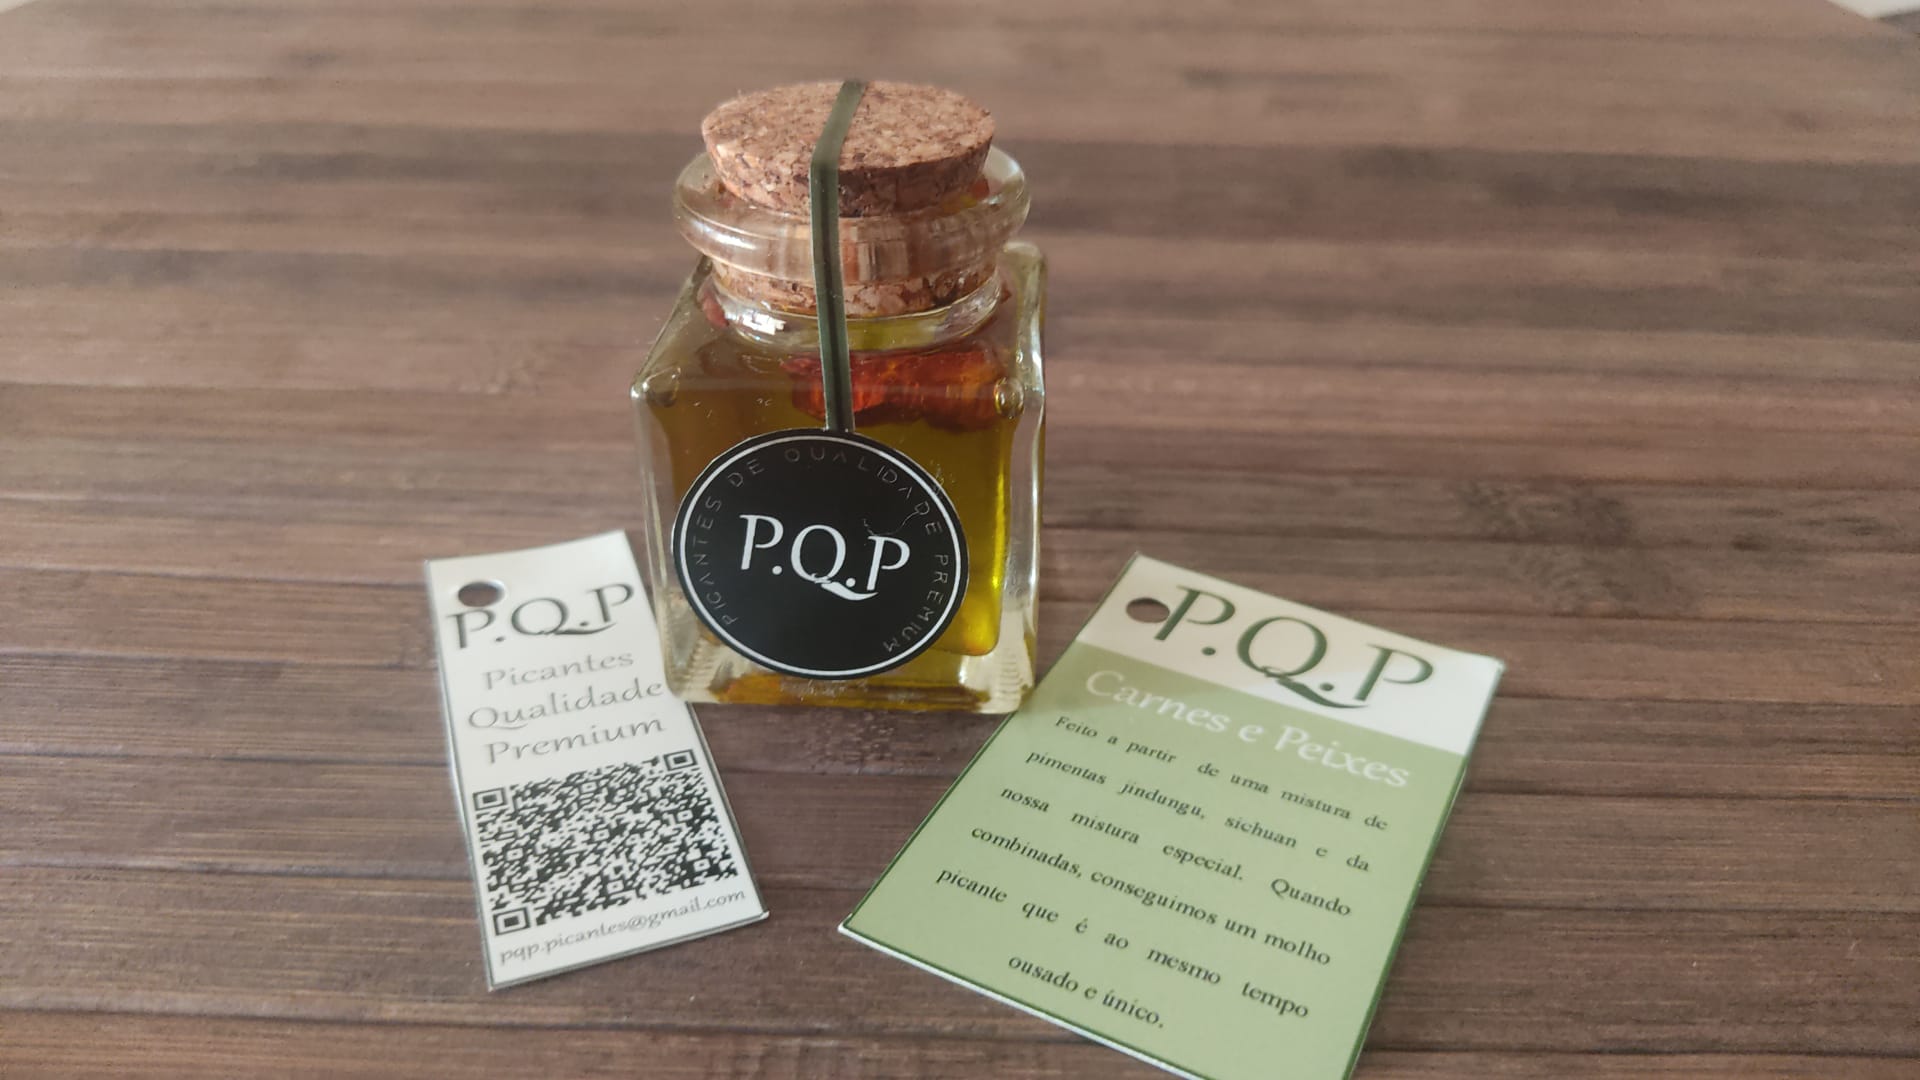 PICANTES DE QUALIDADE PREMIUM
P.Q.P
P.Q.P
Picantes
Qualidade
Premium
pqp.picantes@gmail.com
P.Q.P
Carnes e Peixes
Feito a partir de uma mistura de
pimentas jindungu, sichuan e da
nossa mistura especial. Quando
combinadas, conseguimos um molho
picante que é ao mesmo tempo
ousado e único.